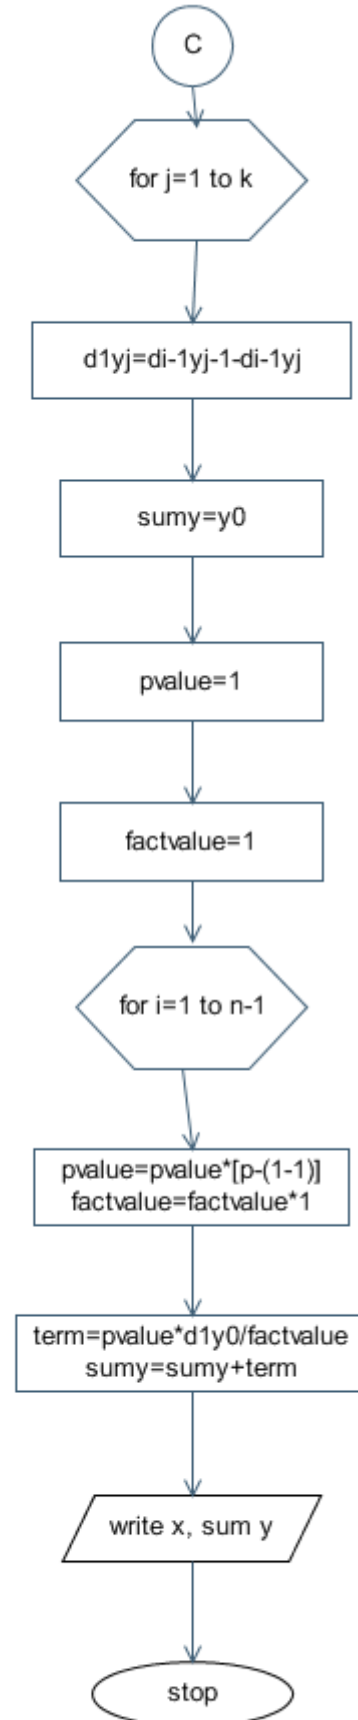 C
for j=1 to k
d1yj=di-1yj-1-di-1yj
sumy=y0
pvalue=1
factvalue=1
for i=1 to n-1
pvalue=pvalue*[p-(1-1)]
factvalue=factvalue*1
term=pvalue*d1y0/factvalue
sumy=sumy+term
write x, sum y
stop